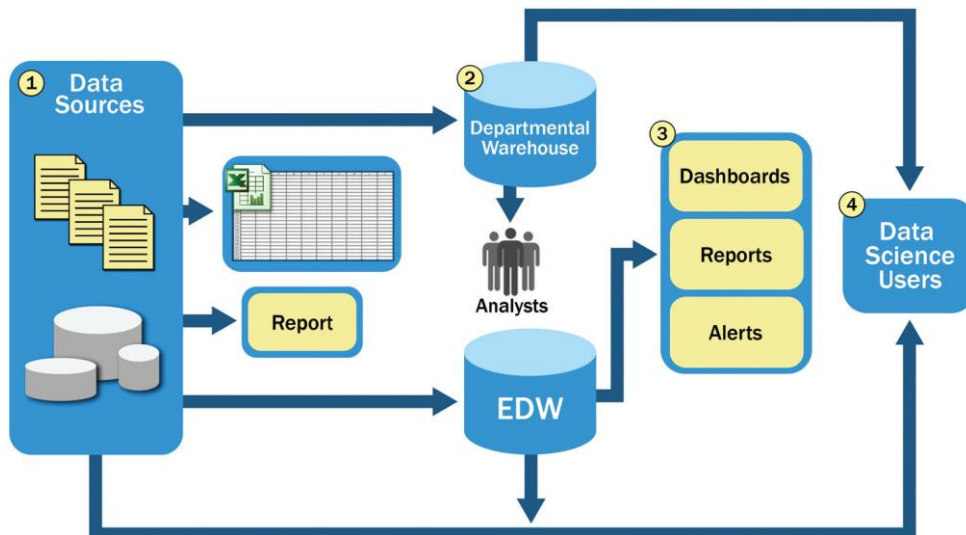 1
Data
Sources
Report
2
Departmental
Warehouse
Analysts
EDW
3
Dashboards
Reports
Alerts
4
Data
Science
Users